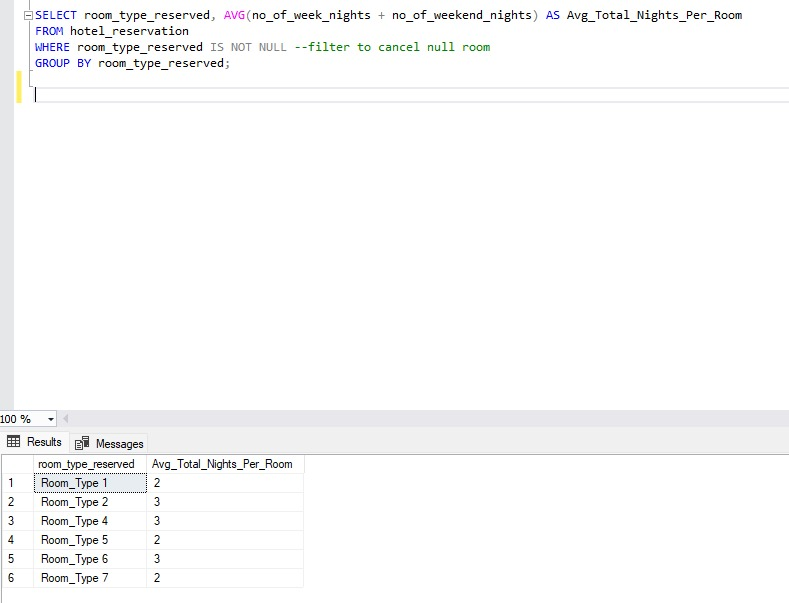 SELECT room_type_reserved, AVG(no_of_week_nights + no_of_weekend_nights) AS Avg_Total_Nights_Per_Room
FROM hotel_reservation
WHERE room_type_reserved IS NOT NULL --filter to cancel null room
GROUP BY room_type_reserved;
100 %
Results Messages
room_type_reserved Avg_Total_Nights_Per_Room
1 Room_Type 1 2
2 Room_Type 2 3
3 Room_Type 4 3
4 Room_Type 5 2
5 Room_Type 6 3
6 Room_Type 7 2